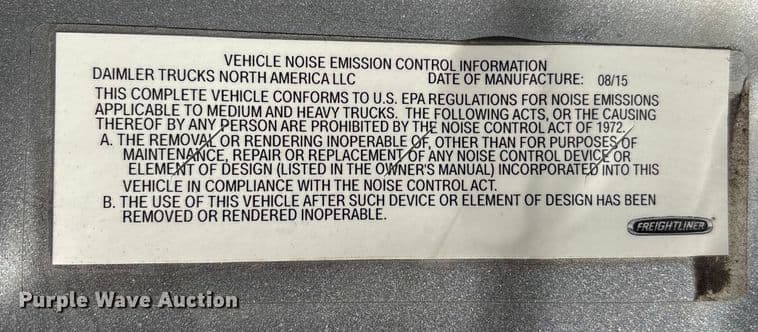 VEHICLE NOISE EMISSION CONTROL INFORMATION
DAIMLER TRUCKS NORTH AMERICA LLC DATE OF MANUFACTURE: 08/15
THIS COMPLETE VEHICLE CONFORMS TO U.S. EPA REGULATIONS FOR NOISE EMISSIONS
APPLICABLE TO MEDIUM AND HEAVY TRUCKS. THE FOLLOWING ACTS, OR THE CAUSING
THEREOF BY ANY PERSON ARE PROHIBITED BY THE NOISE CONTROL ACT OF 1972.
A. THE REMOVAL OR RENDERING INOPERABLE OF, OTHER THAN FOR PURPOSES OF
MAINTENANCE, REPAIR OR REPLACEMENT OF ANY NOISE CONTROL DEVICE OR
ELEMENT OF DESIGN (LISTED IN THE OWNER'S MANUAL) INCORPORATED INTO THIS
VEHICLE IN COMPLIANCE WITH THE NOISE CONTROL ACT.
B. THE USE OF THIS VEHICLE AFTER SUCH DEVICE OR ELEMENT OF DESIGN HAS BEEN
REMOVED OR RENDERED INOPERABLE.
FREIGHTLINER
Purple Wave Auction